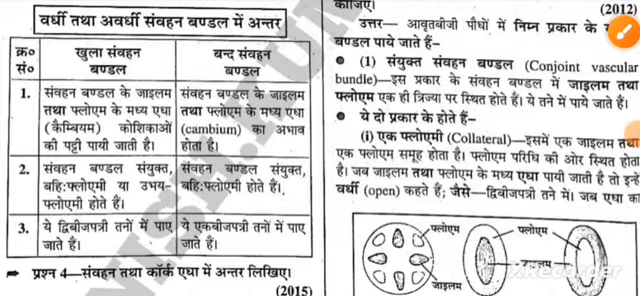 वर्धी तथा अवर्धी संवहन बण्डल में अन्तर
क्र० सं०
खुला संवहन बण्डल
बन्द संवहन बण्डल
1.
संवहन बण्डल के जाइलम
तथा फ्लोएम के मध्य एधा
(कैम्बियम) कोशिकाओं
की पट्टी पायी जाती है।
संवहन बण्डल के जाइलम
तथा फ्लोएम के मध्य एधा
(cambium) का अभाव
होता है।
2.
संवहन बण्डल संयुक्त,
बहि:फ्लोएमी या उभय-
फ्लोएमी होते हैं।
संवहन बण्डल संयुक्त,
बहि:फ्लोएमी होते हैं।
3.
ये द्विबीजपत्री तनों में पाए
जाते हैं।
ये एकबीजपत्री तनों में पाए
जाते हैं।
प्रश्न 4—संवहन तथा कॉर्क एधा में अन्तर लिखिए।
(2015)
कीजिए।
(2012)
उत्तर— आवृतबीजी पौधों में निम्न प्रकार के
बण्डल पाये जाते हैं–
(1) संयुक्त संवहन बण्डल (Conjoint vascular
bundle)—इस प्रकार के संवहन बण्डल में जाइलम तथा
फ्लोएम एक ही त्रिज्या पर स्थित होते हैं। ये तने में पाये जाते हैं।
ये दो प्रकार के होते हैं–
(i) एक फ्लोएमी (Collateral)—इसमें एक जाइलम तथा
एक फ्लोएम समूह होता है। फ्लोएम परिधि की ओर स्थित होता
है। जब जाइलम तथा फ्लोएम के मध्य एधा पायी जाती है तो इन्हें
वर्धी (open) कहते हैं; जैसे—द्विबीजपत्री तने में। जब एधा का
फ्लोएम
फ्लोएम
जाइलम
जाइलम
XRecorder